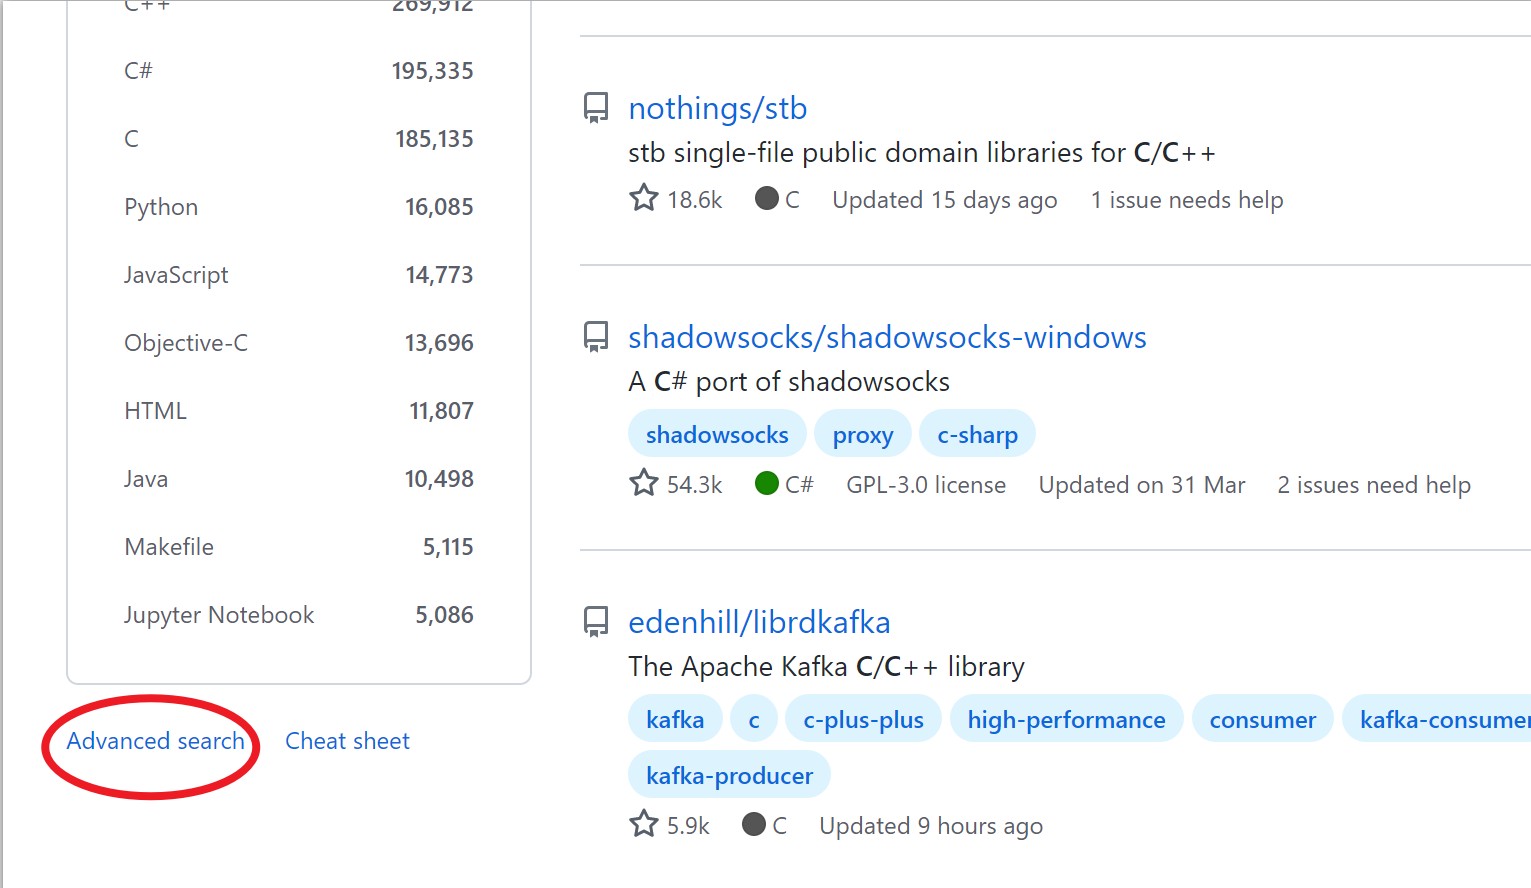 C++ 269,912
C# 195,335
C 185,135
Python 16,085
JavaScript 14,773
Objective-C 13,696
HTML 11,807
Java 10,498
Makefile 5,115
Jupyter Notebook 5,086
Advanced search Cheat sheet
nothings/stb
stb single-file public domain libraries for C/C++
18.6k C Updated 15 days ago 1 issue needs help
shadowsocks/shadowsocks-windows
A C# port of shadowsocks
shadowsocks proxy c-sharp
54.3k C# GPL-3.0 license Updated on 31 Mar 2 issues need help
edenhill/librdkafka
The Apache Kafka C/C++ library
kafka c c-plus-plus high-performance consumer kafka-consumer
kafka-producer
5.9k C Updated 9 hours ago